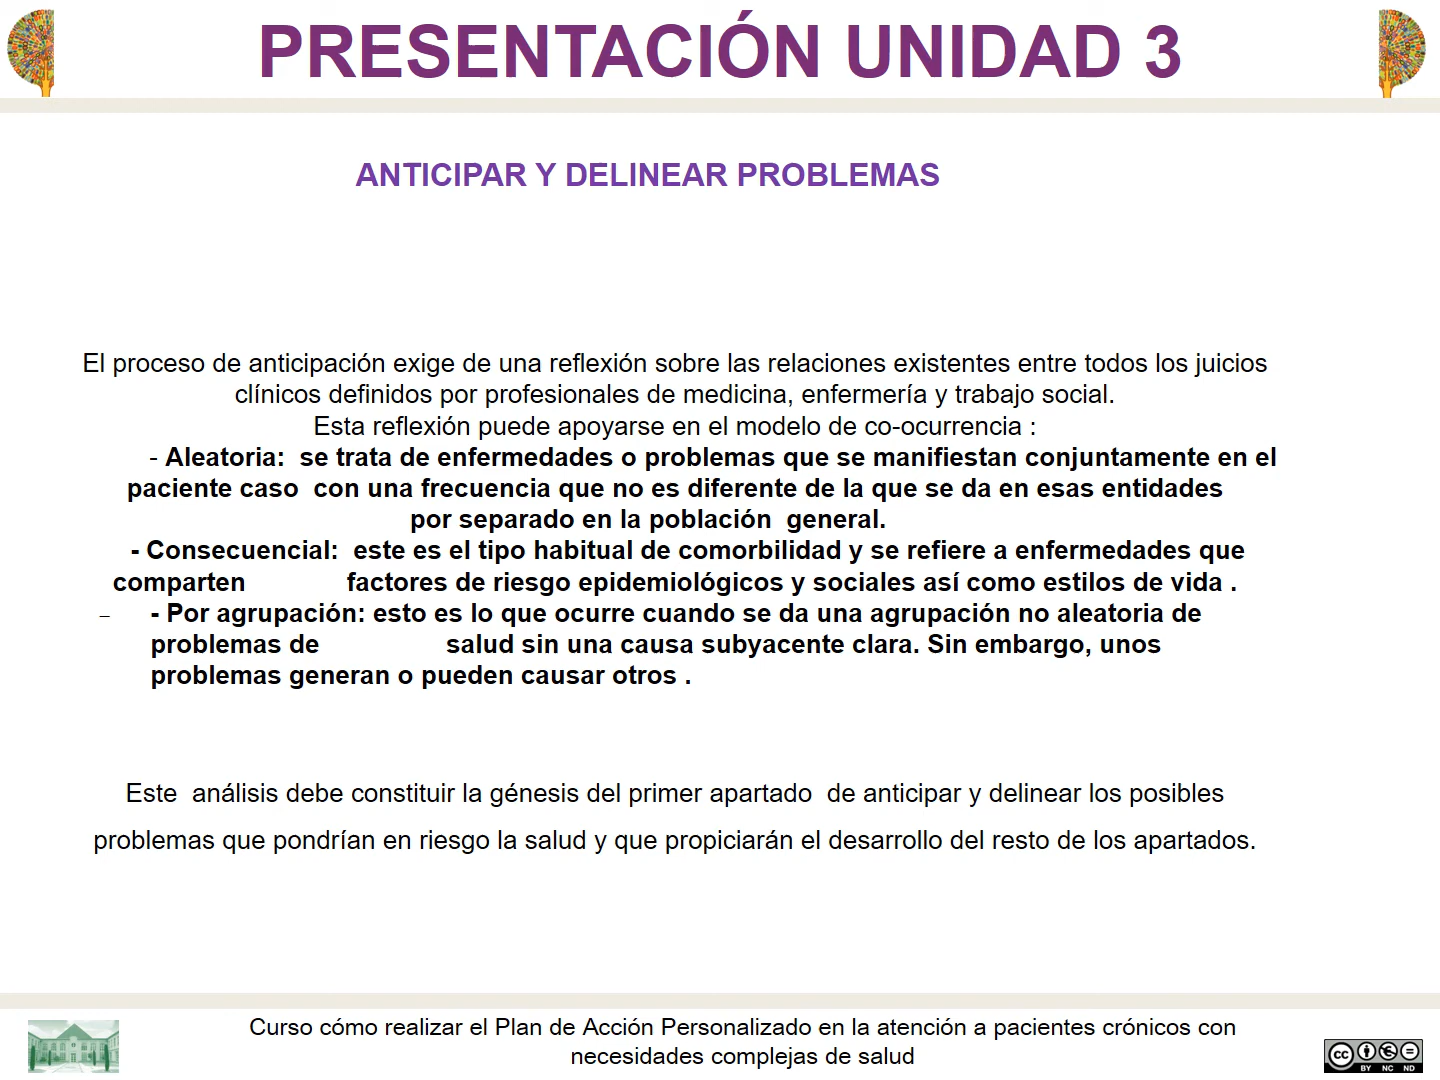 PRESENTACIÓN UNIDAD 3
ANTICIPAR Y DELINEAR PROBLEMAS
El proceso de anticipación exige de una reflexión sobre las relaciones existentes entre todos los juicios
clínicos definidos por profesionales de medicina, enfermería y trabajo social.
Esta reflexión puede apoyarse en el modelo de co-ocurrencia :
- Aleatoria:  se trata de enfermedades o problemas que se manifiestan conjuntamente en el
paciente caso  con una frecuencia que no es diferente de la que se da en esas entidades
por separado en la población  general.
- Consecuencial:  este es el tipo habitual de comorbilidad y se refiere a enfermedades que
comparten factores de riesgo epidemiológicos y sociales así como estilos de vida .
– - Por agrupación: esto es lo que ocurre cuando se da una agrupación no aleatoria de
problemas de salud sin una causa subyacente clara. Sin embargo, unos
problemas generan o pueden causar otros .
Este  análisis debe constituir la génesis del primer apartado  de anticipar y delinear los posibles
problemas que pondrían en riesgo la salud y que propiciarán el desarrollo del resto de los apartados.
Curso cómo realizar el Plan de Acción Personalizado en la atención a pacientes crónicos con
necesidades complejas de salud
cc
BY NC ND